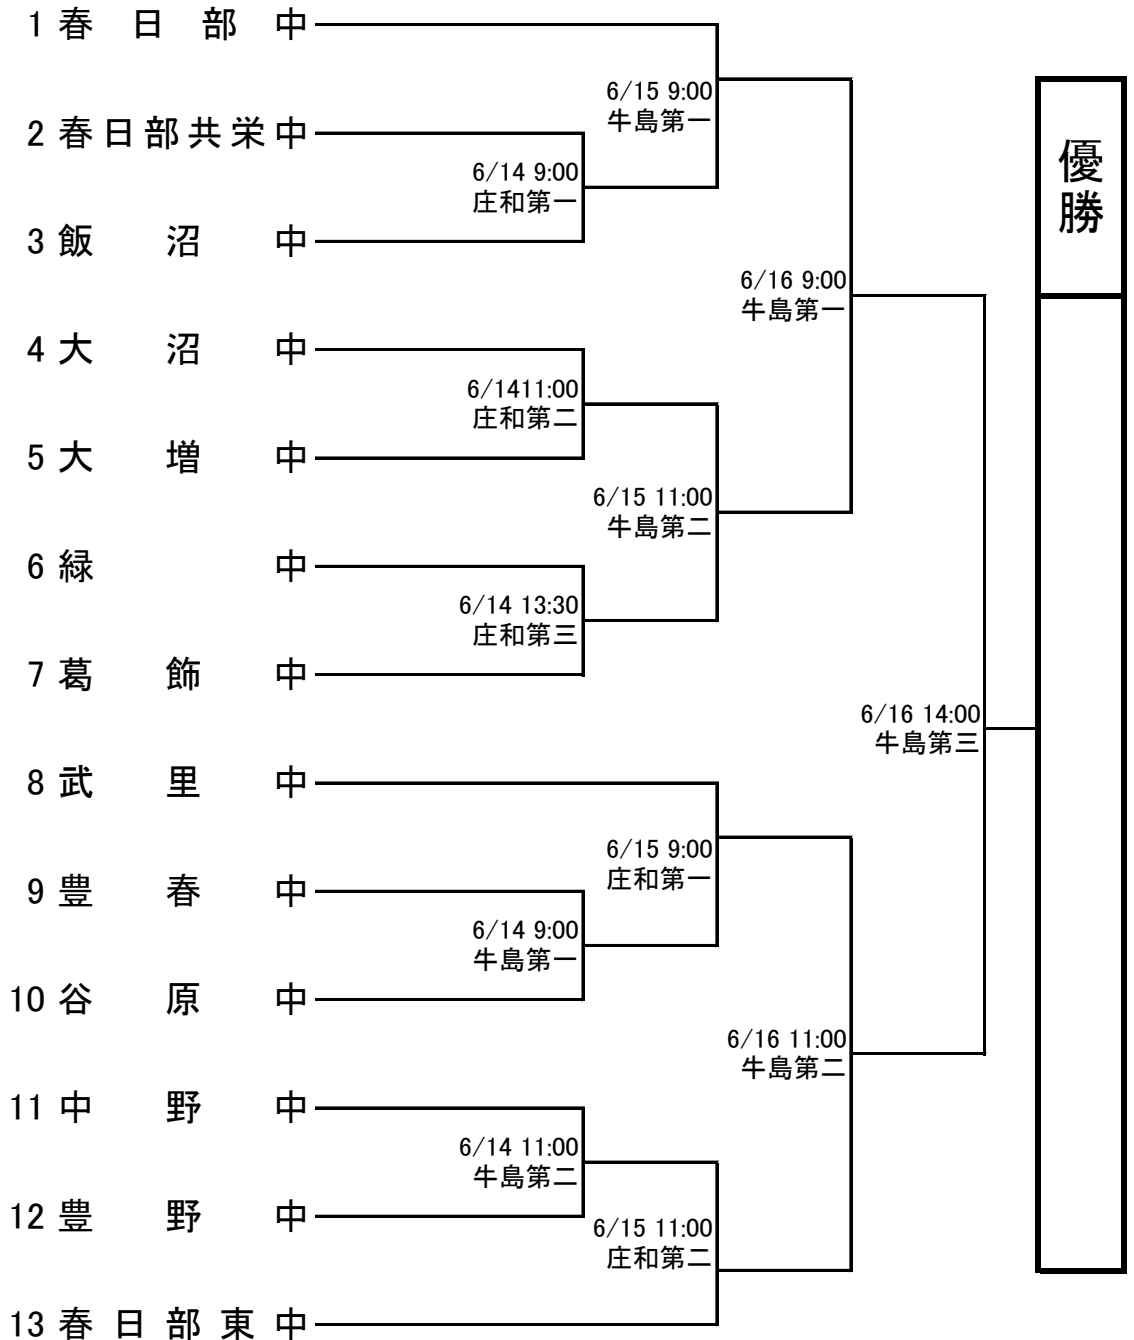 1 春日部中
6/15 9:00
牛島第一
2 春日部共栄中
6/14 9:00
庄和第一
優勝
3 飯沼中
6/16 9:00
牛島第一
4 大沼中
6/1411:00
庄和第二
5 大増中
6/15 11:00
牛島第二
6 緑中
6/14 13:30
庄和第三
7 葛飾中
6/16 14:00
牛島第三
8 武里中
6/15 9:00
庄和第一
9 豊春中
6/14 9:00
牛島第一
10 谷原中
6/16 11:00
牛島第二
11 中野中
6/14 11:00
牛島第二
12 豊野中
6/15 11:00
庄和第二
13 春日部東中